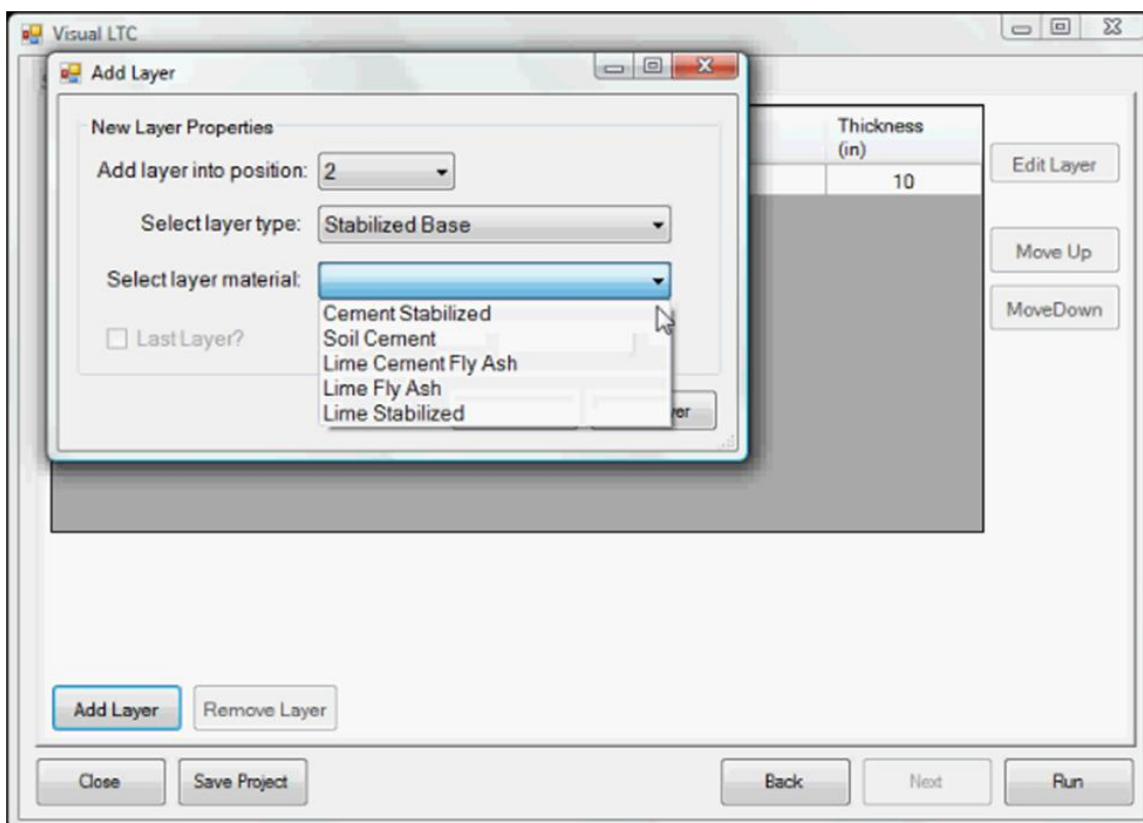 Visual LTC
Add Layer
New Layer Properties
Add layer into position: 2
Select layer type: Stabilized Base
Select layer material:
Cement Stabilized
Soil Cement
Lime Cement Fly Ash
Lime Fly Ash
Lime Stabilized
Last Layer?
Thickness
(in)
10
Edit Layer
Move Up
MoveDown
Add Layer
Remove Layer
Close
Save Project
Back
Next
Run